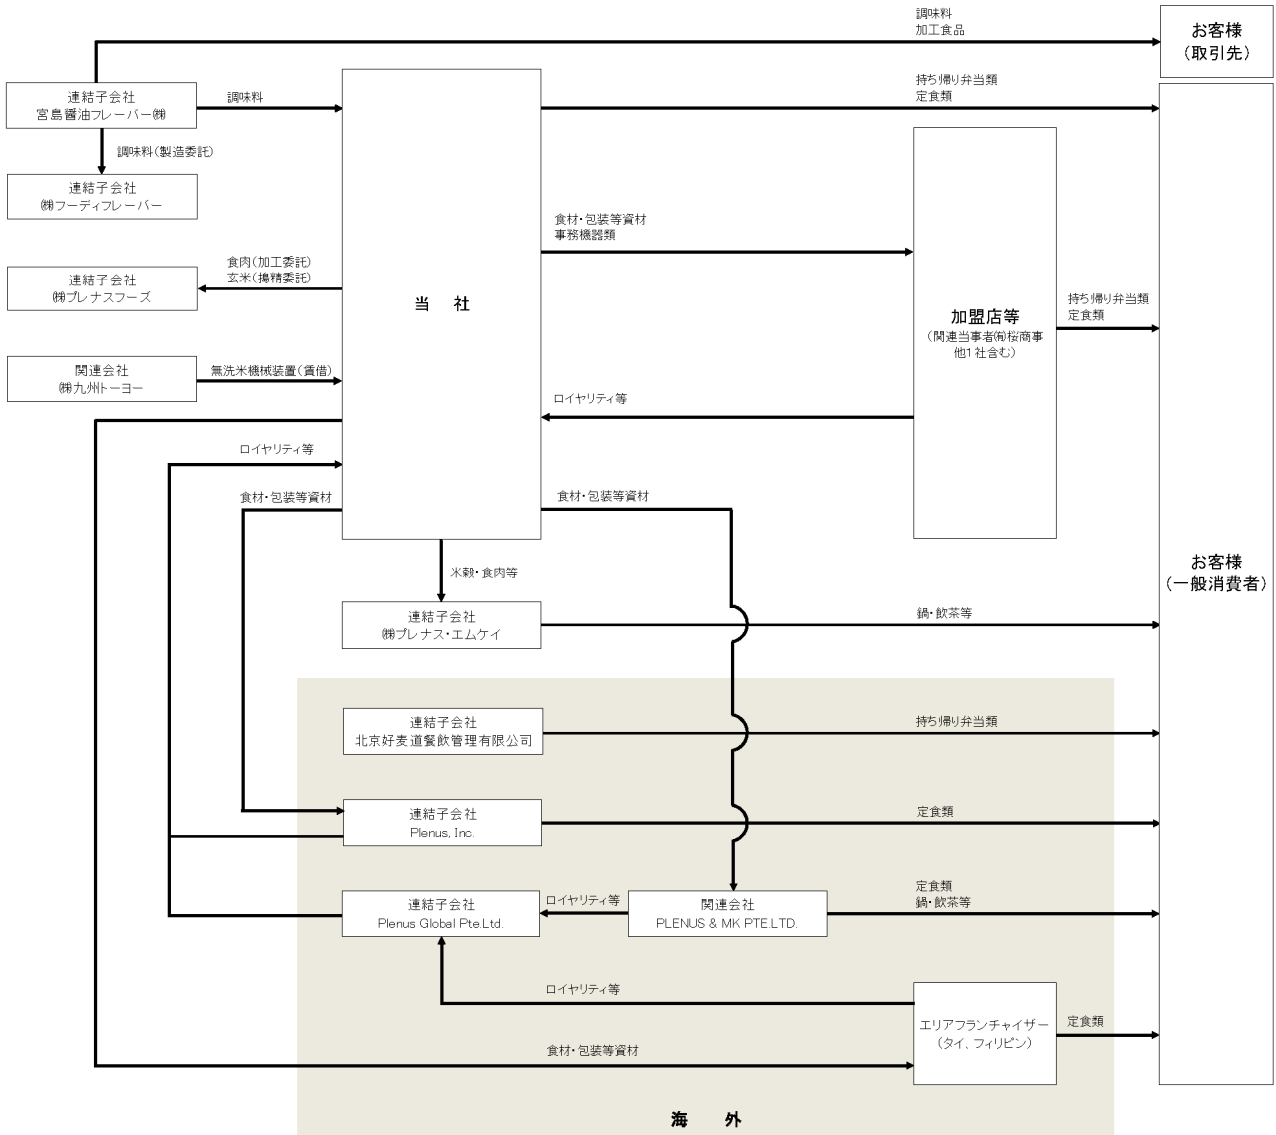 調味料
加工食品
お客様
（取引先）
連結子会社
宮島醤油フレーバー㈱
調味料
持ち帰り弁当類
定食類
調味料（製造委託）
連結子会社
㈱フーディフレーバー
食材・包装等資材
事務機器類
食肉（加工委託）
玄米（搗精委託）
連結子会社
㈱プレナスフーズ
当　社
加盟店等
（関連当事者㈲桜商事
他1社含む）
持ち帰り弁当類
定食類
関連会社
㈱九州トーヨー
無洗米機械装置（賃借）
ロイヤリティ等
ロイヤリティ等
食材・包装等資材
食材・包装等資材
お客様
（一般消費者）
米穀・食肉等
連結子会社
㈱プレナス・エムケイ
鍋・飲茶等
連結子会社
北京好麦道餐飲管理有限公司
持ち帰り弁当類
連結子会社
Plenus, Inc.
定食類
連結子会社
Plenus Global Pte.Ltd.
ロイヤリティ等
関連会社
PLENUS & MK PTE.LTD.
定食類
鍋・飲茶等
ロイヤリティ等
エリアフランチャイザー
（タイ、フィリピン）
定食類
食材・包装等資材
海　外